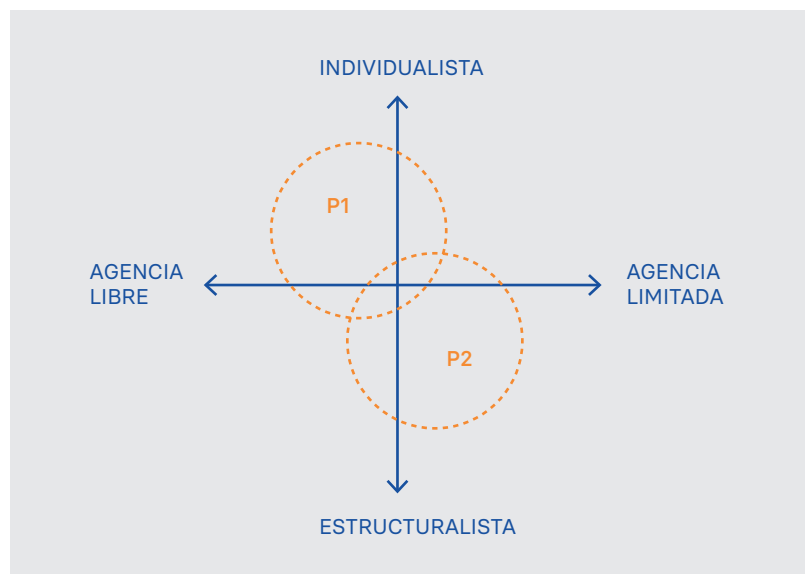 INDIVIDUALISTA
P1
AGENCIA
LIBRE
AGENCIA
LIMITADA
P2
ESTRUCTURALISTA